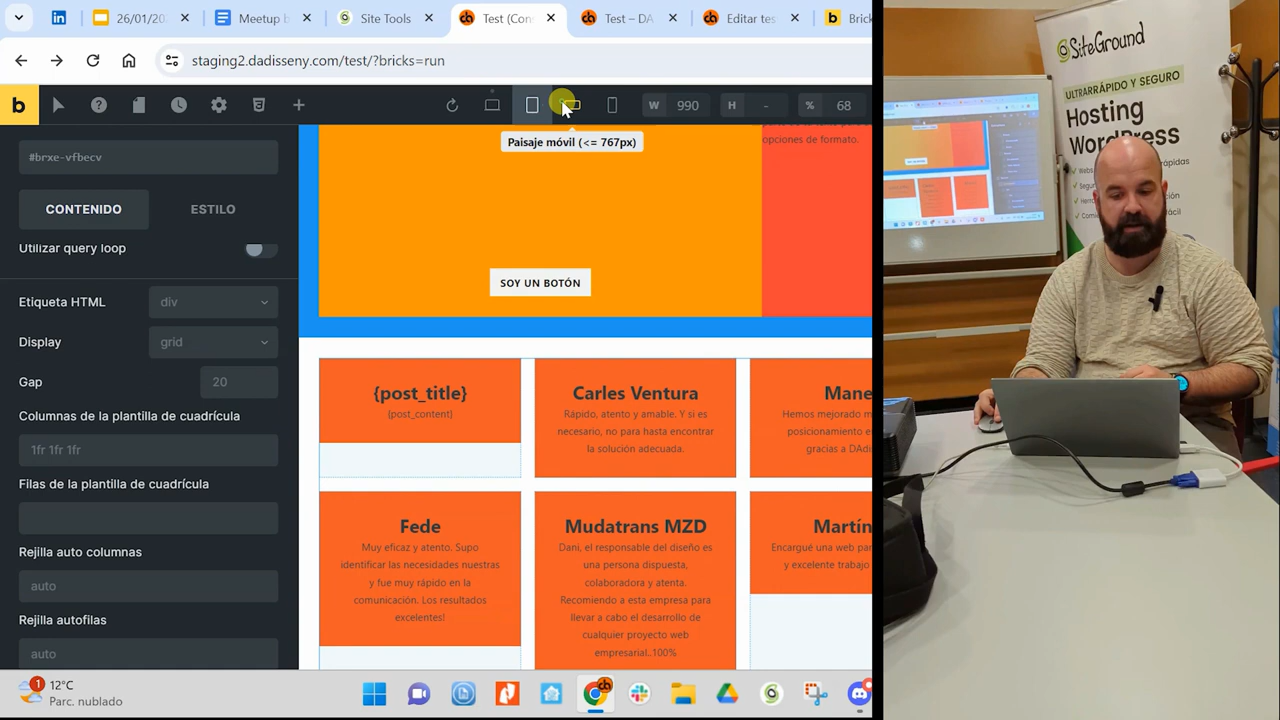 26/01/20
Meetup b
Site Tools
Test (Con
Test – DA
Editar tes
Brick
staging2.dadisseny.com/test/?bricks=run
b
W 990 H - % 68
Paisaje móvil (<= 767px)
#brxe-vfbecv
CONTENIDO
ESTILO
Utilizar query loop
Etiqueta HTML
div
Display
grid
Gap
20
Columnas de la plantilla de cuadrícula
1fr 1fr 1fr
Filas de la plantilla de cuadrícula
Rejilla auto columnas
auto
Rejilla autofilas
auto
opciones de formato.
SOY UN BOTÓN
{post_title}
{post_content}
Carles Ventura
Rápido, atento y amable. Y si es
necesario, no para hasta encontrar
la solución adecuada.
Mane
Hemos mejorado m
posicionamiento e
gracias a DAdi
Fede
Muy eficaz y atento. Supo
identificar las necesidades nuestras
y fue muy rápido en la
comunicación. Los resultados
excelentes!
Mudatrans MZD
Dani, el responsable del diseño es
una persona dispuesta,
colaboradora y atenta.
Recomiendo a esta empresa para
llevar a cabo el desarrollo de
cualquier proyecto web
empresarial..100%
Martín
Encargué una web par
y excelente trabajo
1
12°C
Parc. nublado
SiteGround
ULTRARRÁPIDO Y SEGURO
Hosting
WordPress